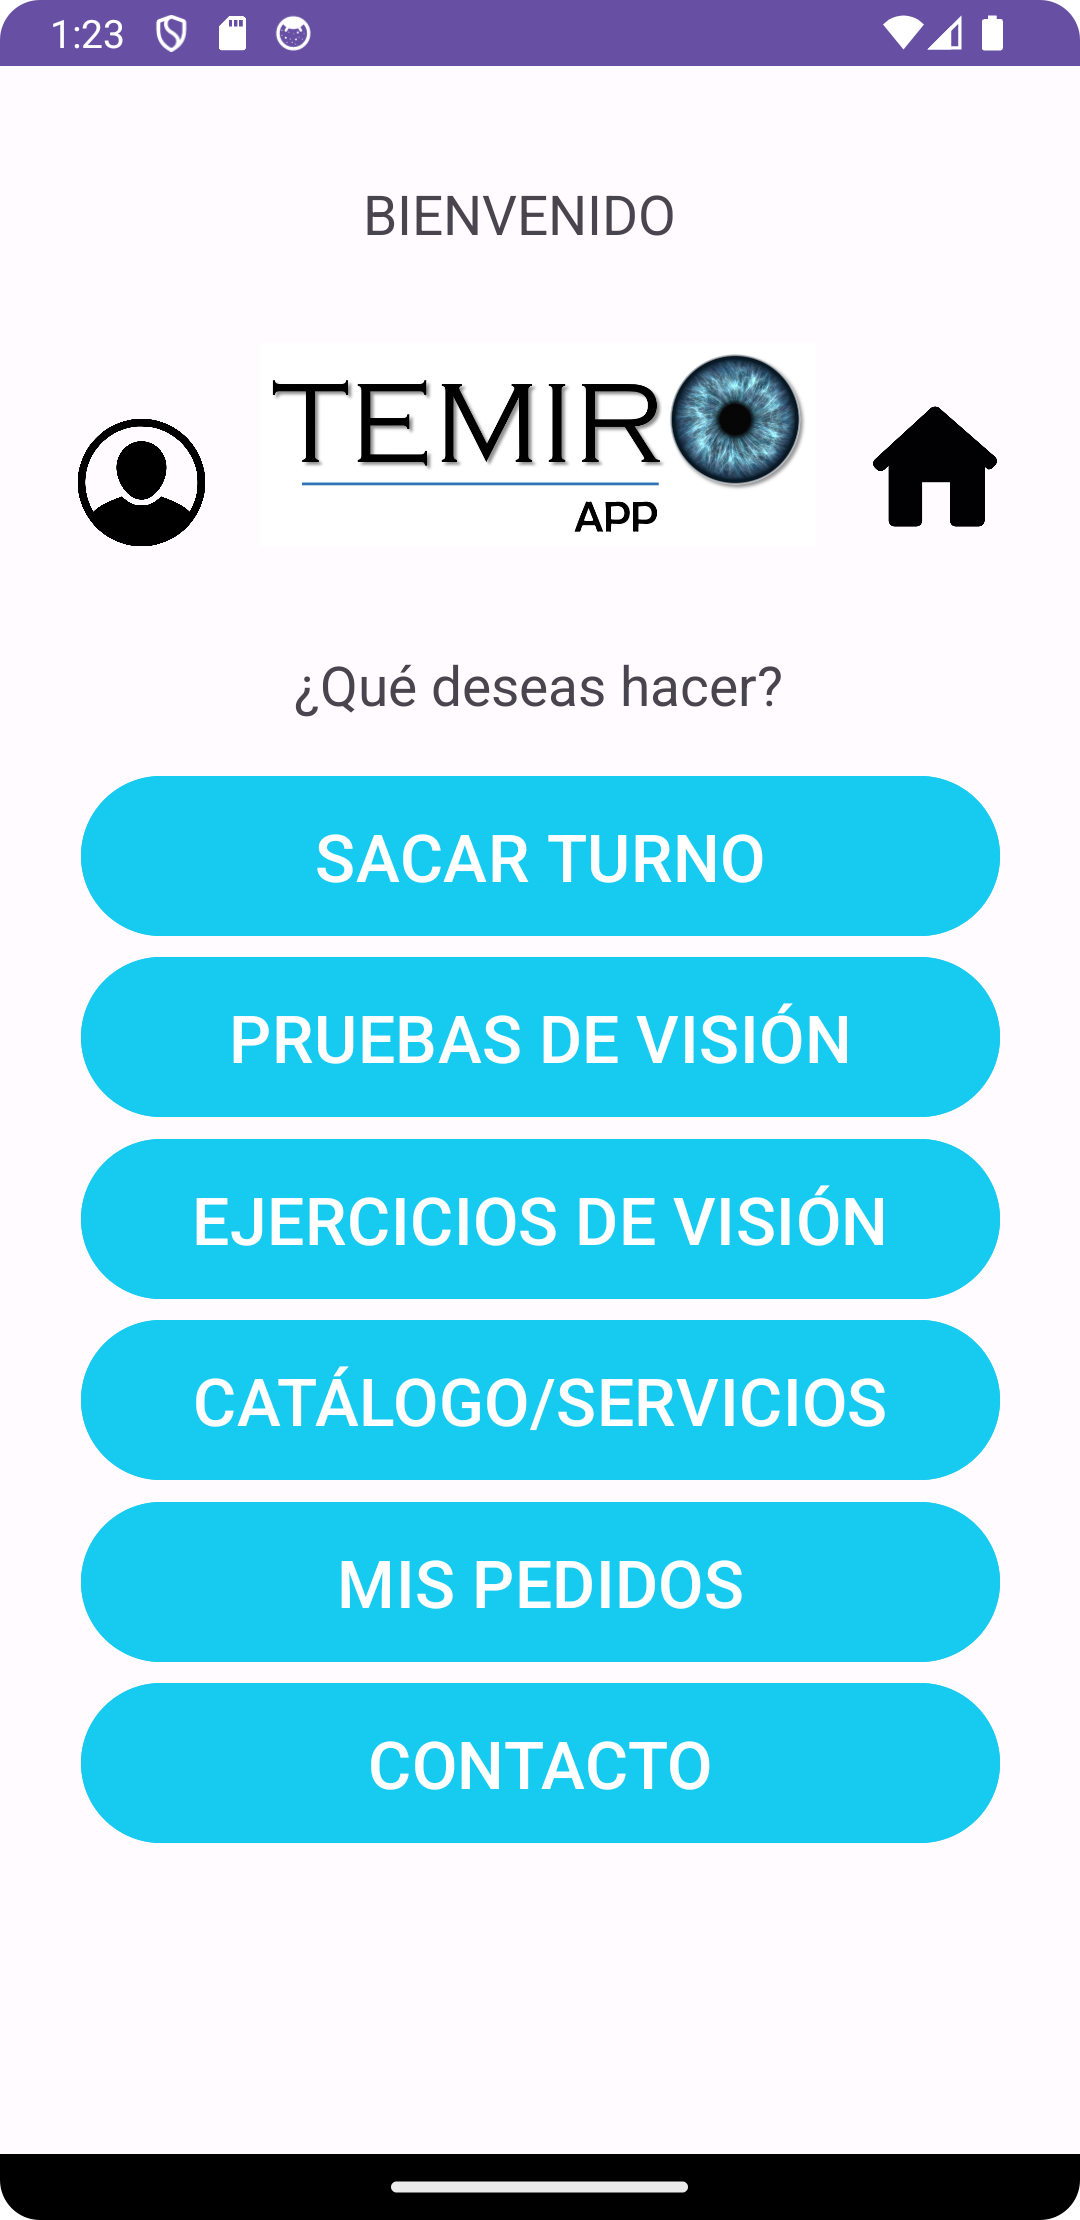 1:23
BIENVENIDO
TEMIRO
APP
¿Qué deseas hacer?
SACAR TURNO
PRUEBAS DE VISIÓN
EJERCICIOS DE VISIÓN
CATÁLOGO/SERVICIOS
MIS PEDIDOS
CONTACTO